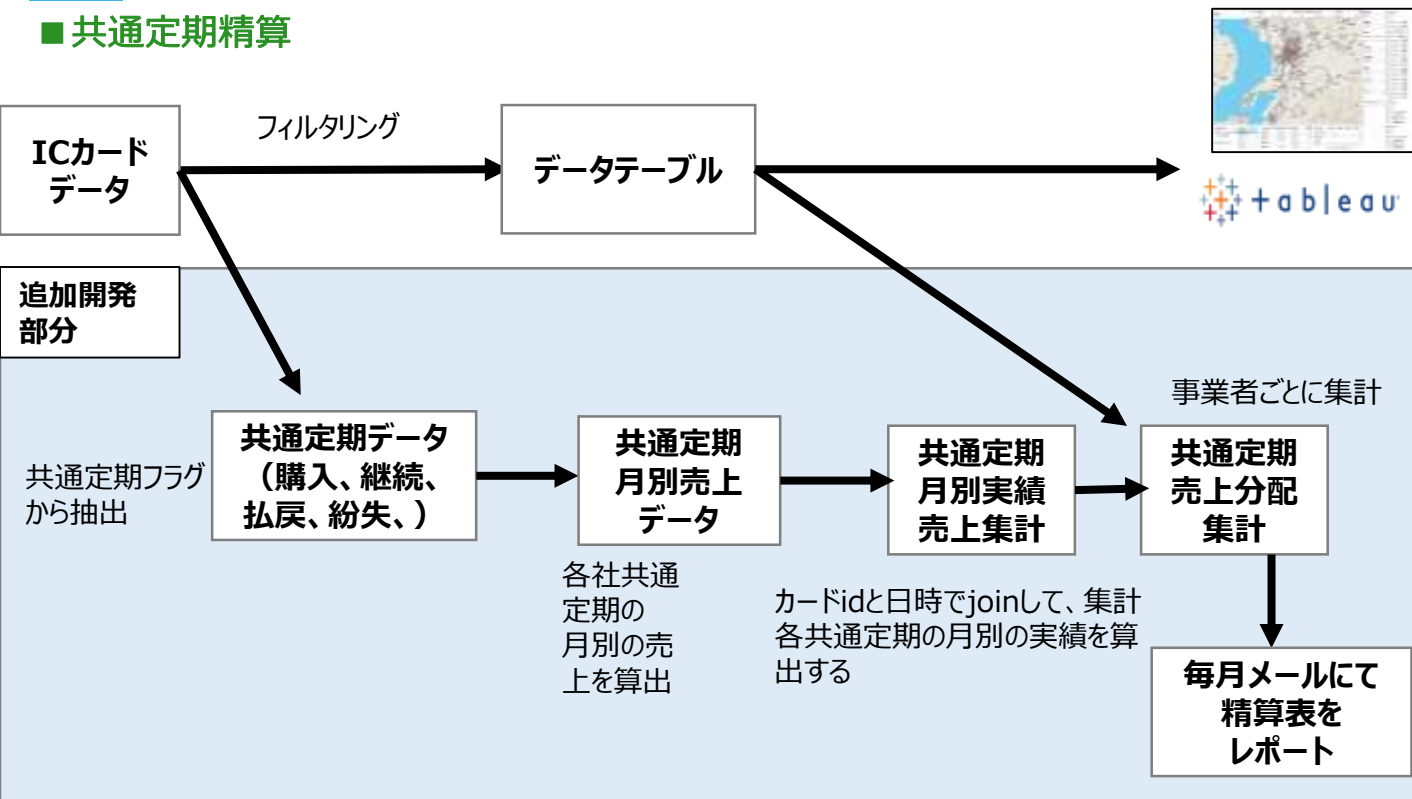 ■共通定期精算
フィルタリング
ICカード
データ
データテーブル
+ableau
追加開発
部分
事業者ごとに集計
共通定期フラグ
から抽出
共通定期データ
（購入、継続、
払戻、紛失、）
共通定期
月別売上
データ
共通定期
月別実績
売上集計
共通定期
売上分配
集計
各社共通
定期の
月別の売
上を算出
カードidと日時でjoinして、集計
各共通定期の月別の実績を算
出する
毎月メールにて
精算表を
レポート